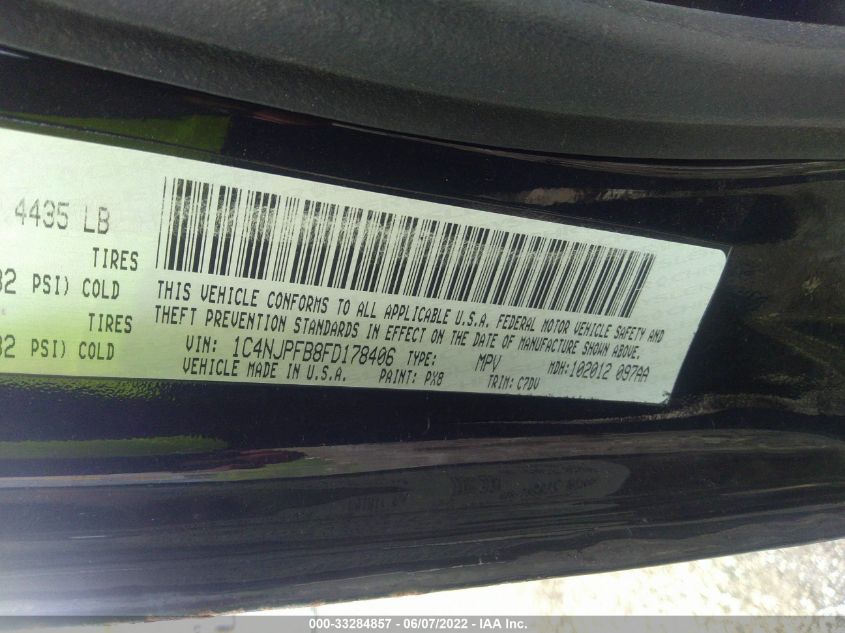 4435 LB
TIRES
32 PSI) COLD
TIRES
32 PSI) COLD
THIS VEHICLE CONFORMS TO ALL APPLICABLE U.S.A. FEDERAL MOTOR VEHICLE SAFETY AND
THEFT PREVENTION STANDARDS IN EFFECT ON THE DATE OF MANUFACTURE SHOWN ABOVE.
VIN: 1C4NJPFB8FD178406 TYPE: MPV MDH:102012 097AA
VEHICLE MADE IN U.S.A. PAINT: PX8 TRIM: C7DV
000-33284857 - 06/07/2022 - IAA Inc.